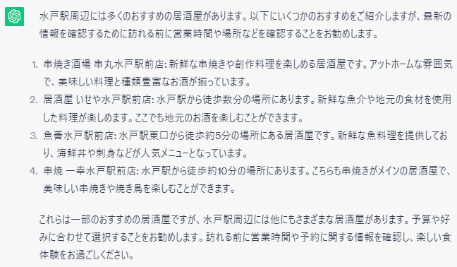 水戸駅周辺には多くのおすすめの居酒屋があります。以下にいくつかのおすすめをご紹介しますが、最新の
情報を確認するために訪れる前に営業時間や場所などを確認することをお勧めします。
1. 串焼き酒場 串丸水戸駅前店: 新鮮な串焼きや創作料理を楽しめる居酒屋です。アットホームな雰囲気
で、美味しい料理と種類豊富なお酒が揃っています。
2. 居酒屋 いせや水戸駅前店: 水戸駅から徒歩数分の場所にあります。新鮮な魚介や地元の食材を使用
した料理が楽しめます。ここでも地元のお酒を楽しむことができます。
3. 魚香水戸駅前店: 水戸駅東口から徒歩約5分の場所にある居酒屋です。新鮮な魚料理を提供してお
り、海鮮丼や刺身などが人気メニューとなっています。
4. 串焼 一幸水戸駅前店: 水戸駅から徒歩約10分の場所にあります。こちらも串焼きがメインの居酒屋で、
美味しい串焼きや焼き鳥を楽しむことができます。
これらは一部のおすすめの居酒屋ですが、水戸駅周辺には他にもさまざまな居酒屋があります。予算や好
みに合わせて選択することをお勧めします。訪れる前に営業時間や予約に関する情報を確認し、楽しい食
体験をお過ごしください。